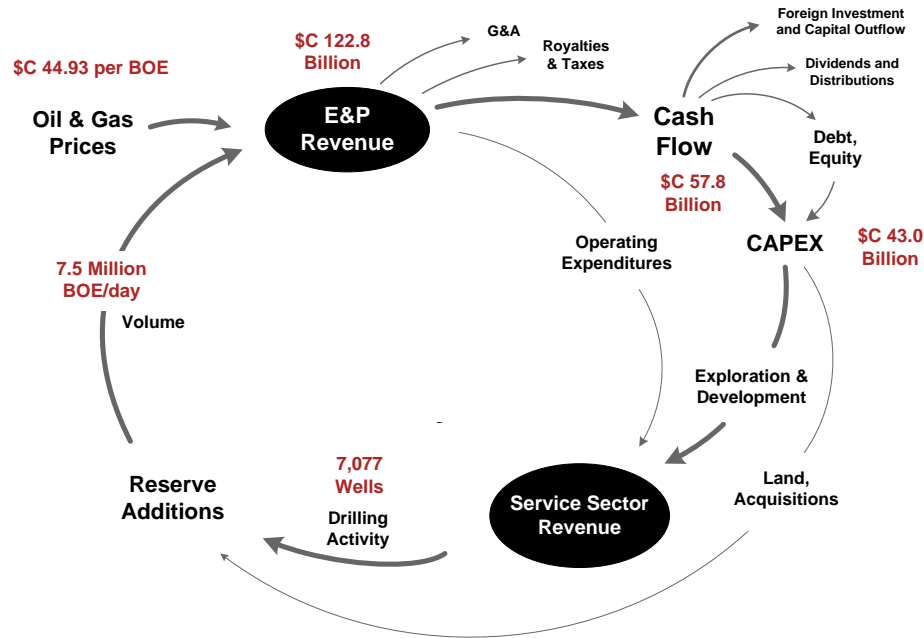 Foreign Investment
and Capital Outflow
G&A
$C 122.8
Billion
Royalties
& Taxes
$C 44.93 per BOE
Dividends and
Distributions
Oil & Gas
Prices
E&P
Revenue
Cash
Flow
Debt,
Equity
$C 57.8
Billion
CAPEX
$C 43.0
Billion
Operating
Expenditures
7.5 Million
BOE/day
Volume
Exploration &
Development
7,077
Wells
Reserve
Additions
Drilling
Activity
Service Sector
Revenue
Land,
Acquisitions